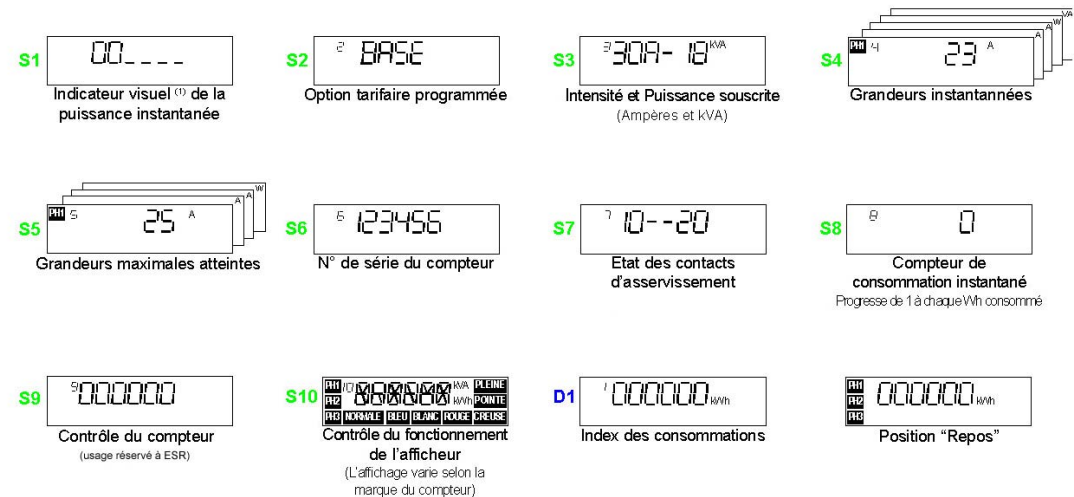 S1
00____
Indicateur visuel (1) de la
puissance instantanée
S2
2 BASE
Option tarifaire programmée
S3
3 30A- 18 kVA
Intensité et Puissance souscrite
(Ampères et kVA)
S4
PH1 4 23 A
A
A
W
VA
Grandeurs instantannées
S5
PH1 5 25 A
A
A
W
Grandeurs maximales atteintes
S6
6 123456
N° de série du compteur
S7
7 10--20
Etat des contacts
d'asservissement
S8
8 0
Compteur de
consommation instantané
Progresse de 1 à chaque Wh consommé
S9
9 000000
Contrôle du compteur
(usage réservé à ESR)
S10
PH1 10 kVA PLEINE
PH2 kWh POINTE
PH3 NORMALE BLEU BLANC ROUGE CREUSE
Contrôle du fonctionnement
de l'afficheur
(L'affichage varie selon la
marque du compteur)
D1
1 000000 kWh
Index des consommations
PH1
PH2 000000 kWh
PH3
Position "Repos"